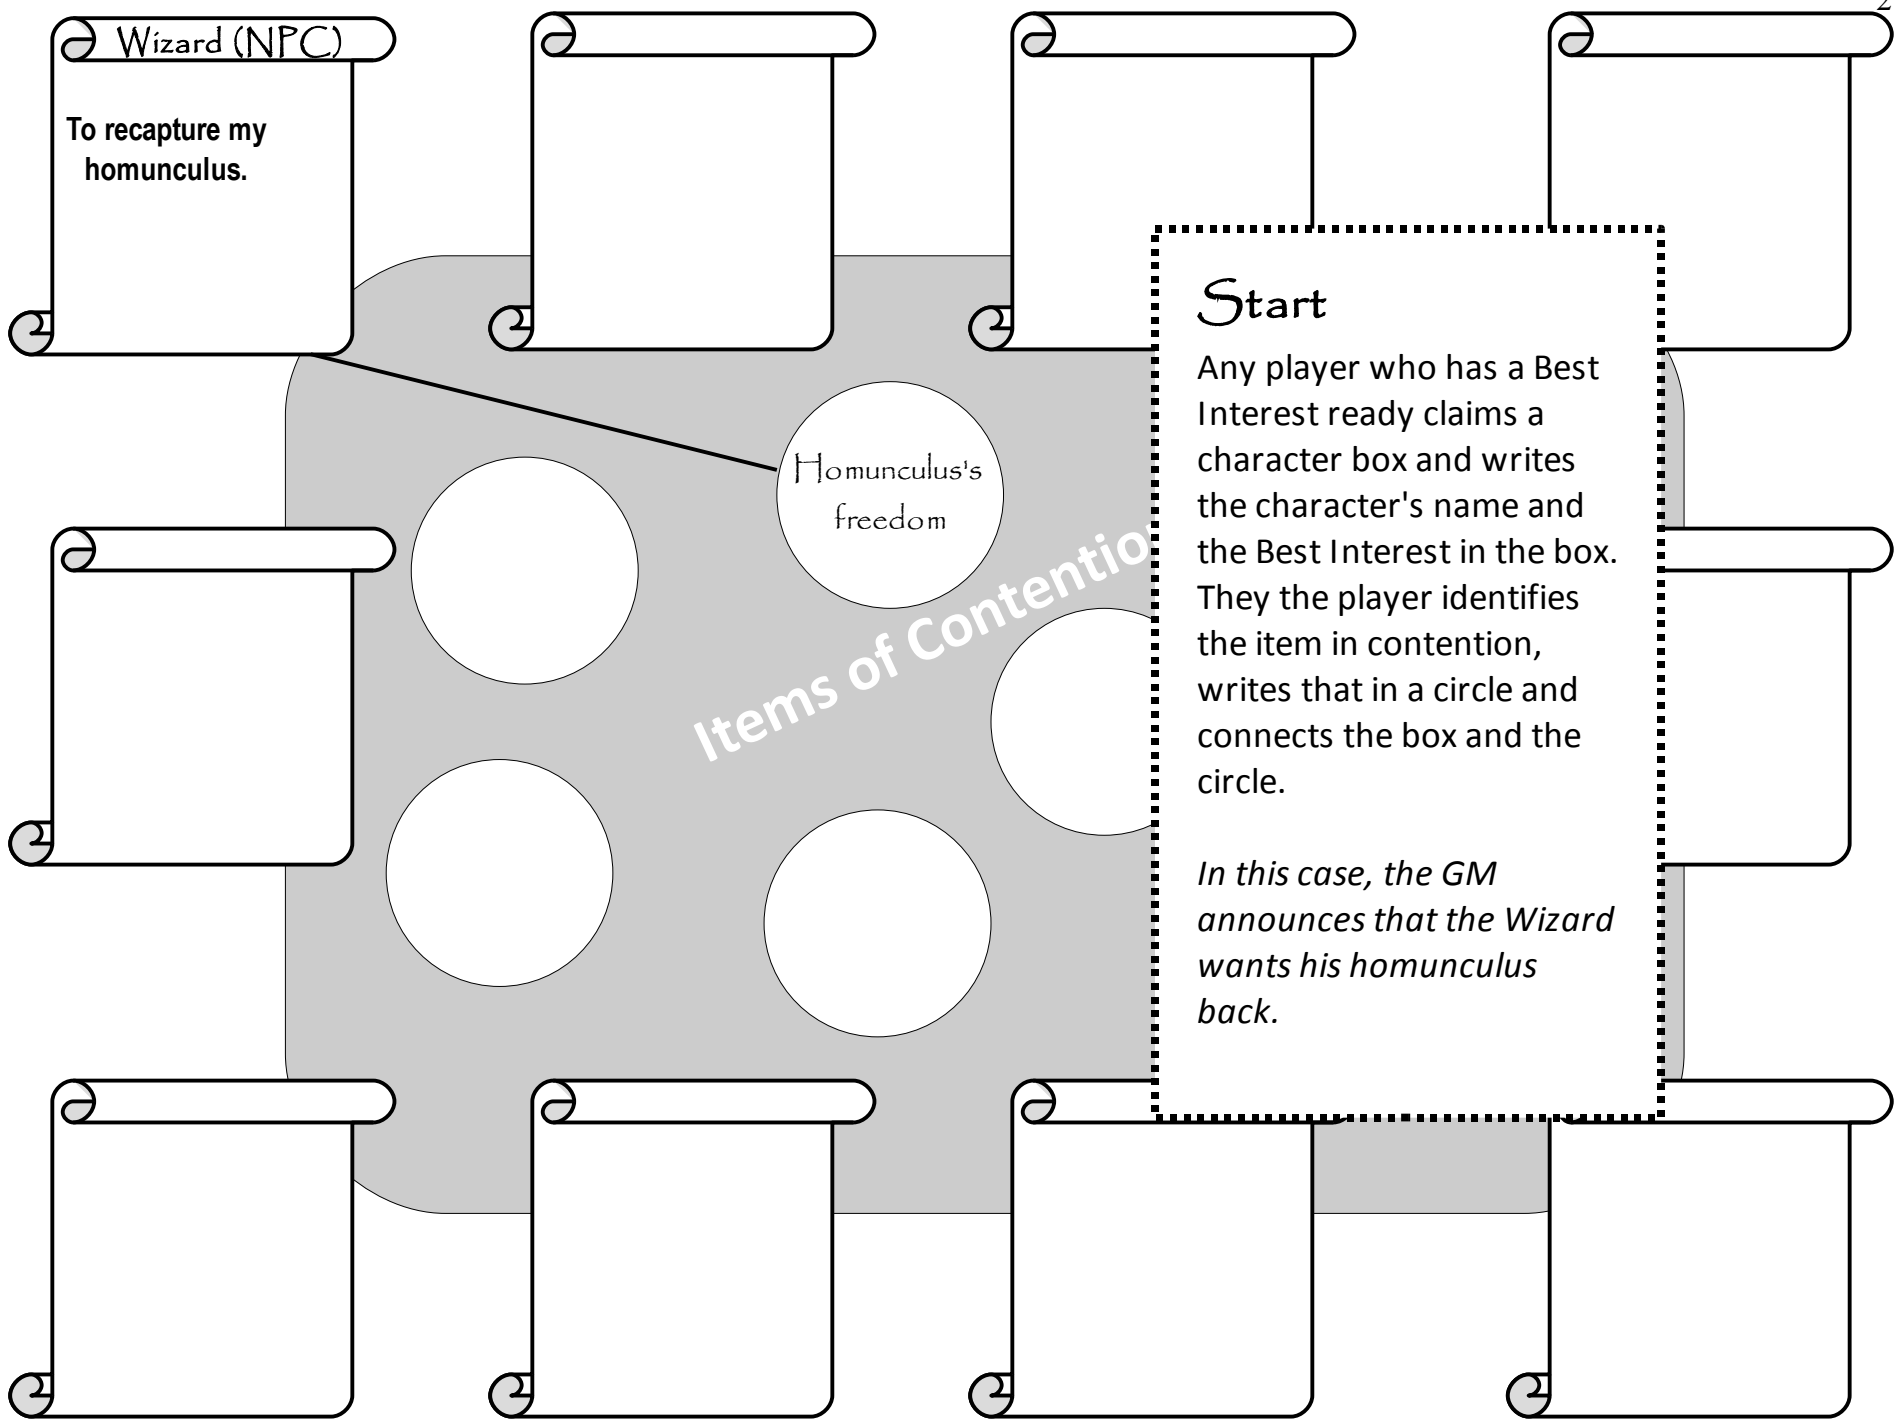 2
Wizard (NPC)
To recapture my
homunculus.
Homunculus's
freedom
Items of Contentio
Start
Any player who has a Best
Interest ready claims a
character box and writes
the character's name and
the Best Interest in the box.
They the player identifies
the item in contention,
writes that in a circle and
connects the box and the
circle.
In this case, the GM
announces that the Wizard
wants his homunculus
back.